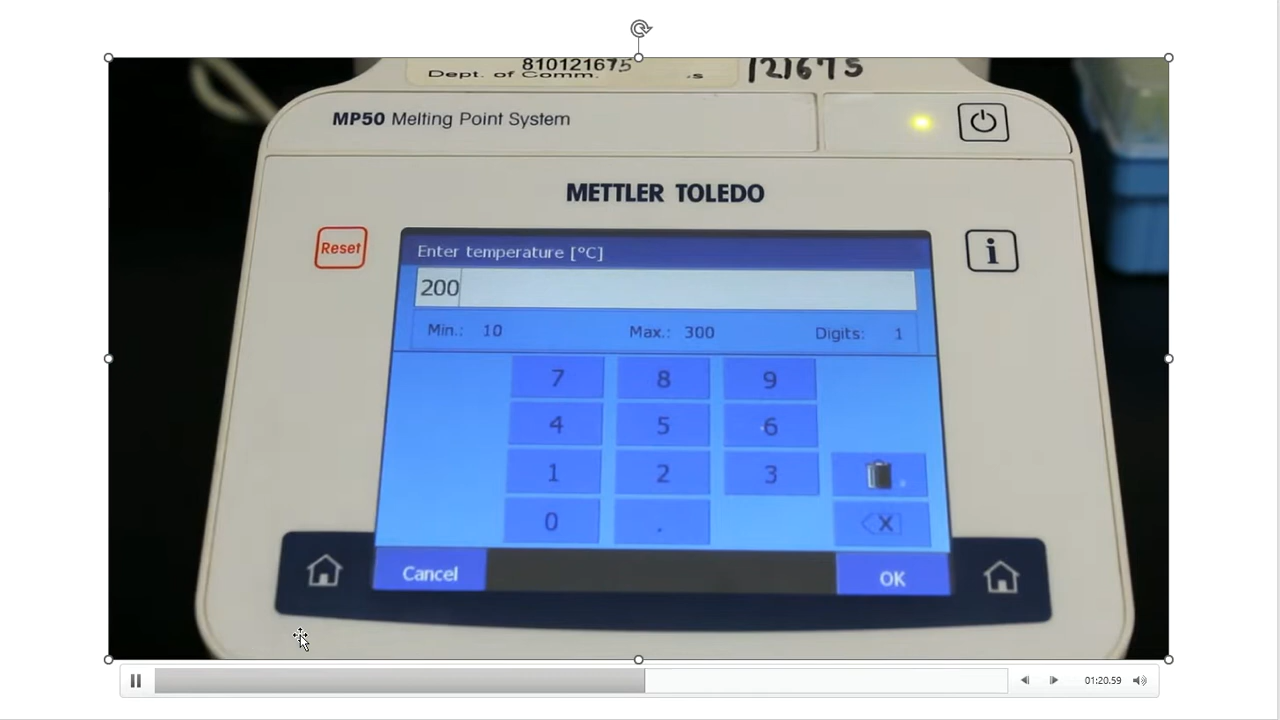 810121675
Dept. of Comm.
121675
MP50 Melting Point System
METTLER TOLEDO
Reset
i
Enter temperature [°C]
200
Min.: 10 Max.: 300 Digits: 1
7 8 9
4 5 6
1 2 3
0 .
X
Cancel OK
01:20.59